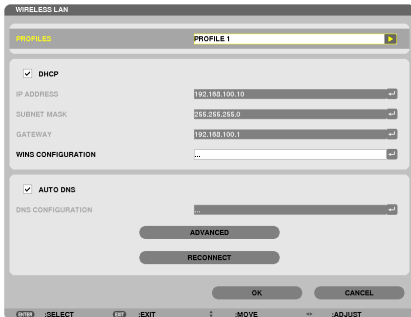 WIRELESS LAN
PROFILES PROFILE 1
DHCP
IP ADDRESS 192.168.100.10
SUBNET MASK 255.255.255.0
GATEWAY 192.168.100.1
WINS CONFIGURATION ...
AUTO DNS
DNS CONFIGURATION ...
ADVANCED
RECONNECT
OK CANCEL
ENTER :SELECT EXIT :EXIT :MOVE :ADJUST